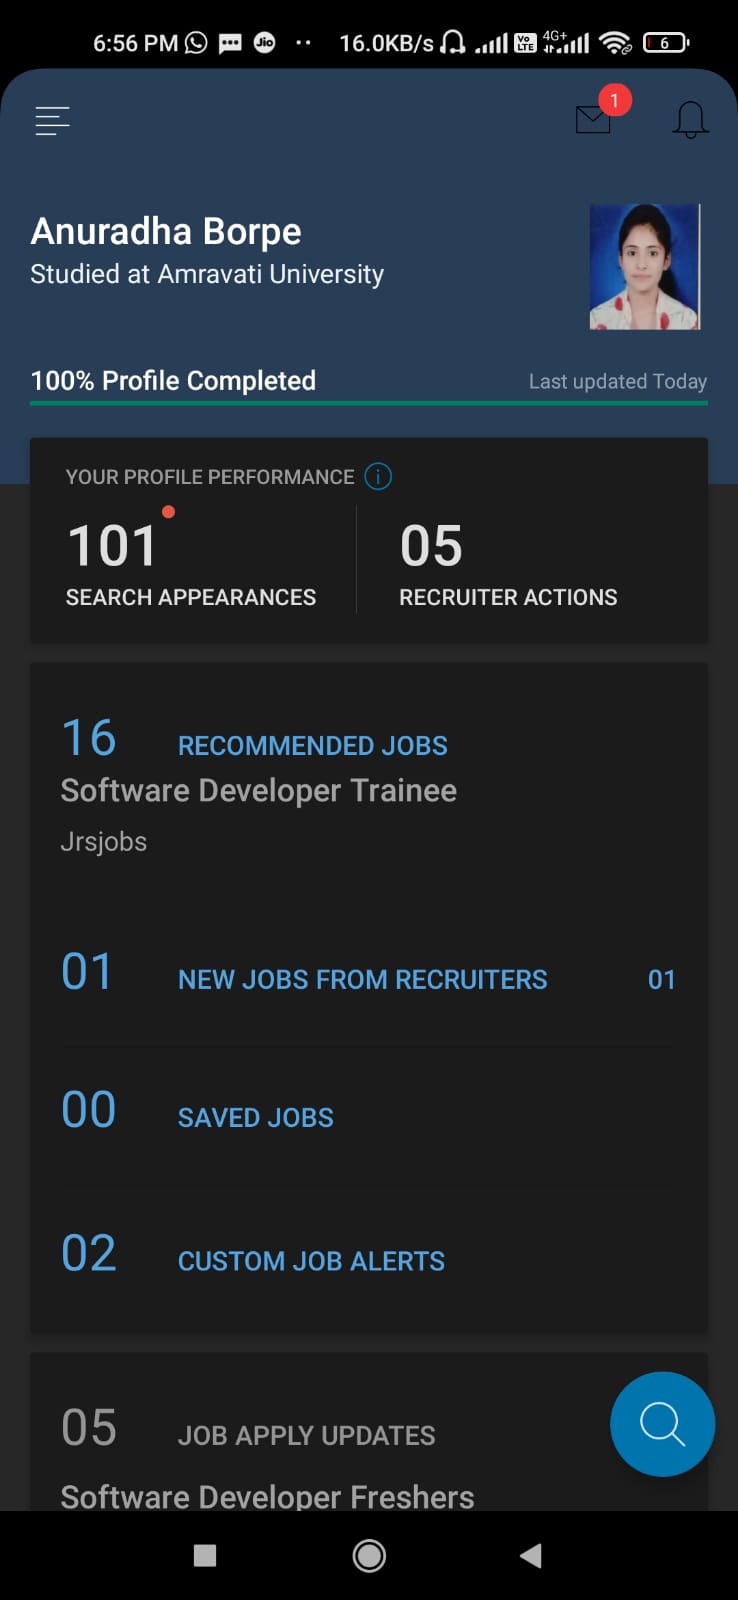 6:56 PM Jio 16.0KB/s Vo LTE 4G+ 6
1
Anuradha Borpe
Studied at Amravati University
100% Profile Completed Last updated Today
YOUR PROFILE PERFORMANCE i
101 05
SEARCH APPEARANCES RECRUITER ACTIONS
16 RECOMMENDED JOBS
Software Developer Trainee
Jrsjobs
01 NEW JOBS FROM RECRUITERS 01
00 SAVED JOBS
02 CUSTOM JOB ALERTS
05 JOB APPLY UPDATES
Software Developer Freshers